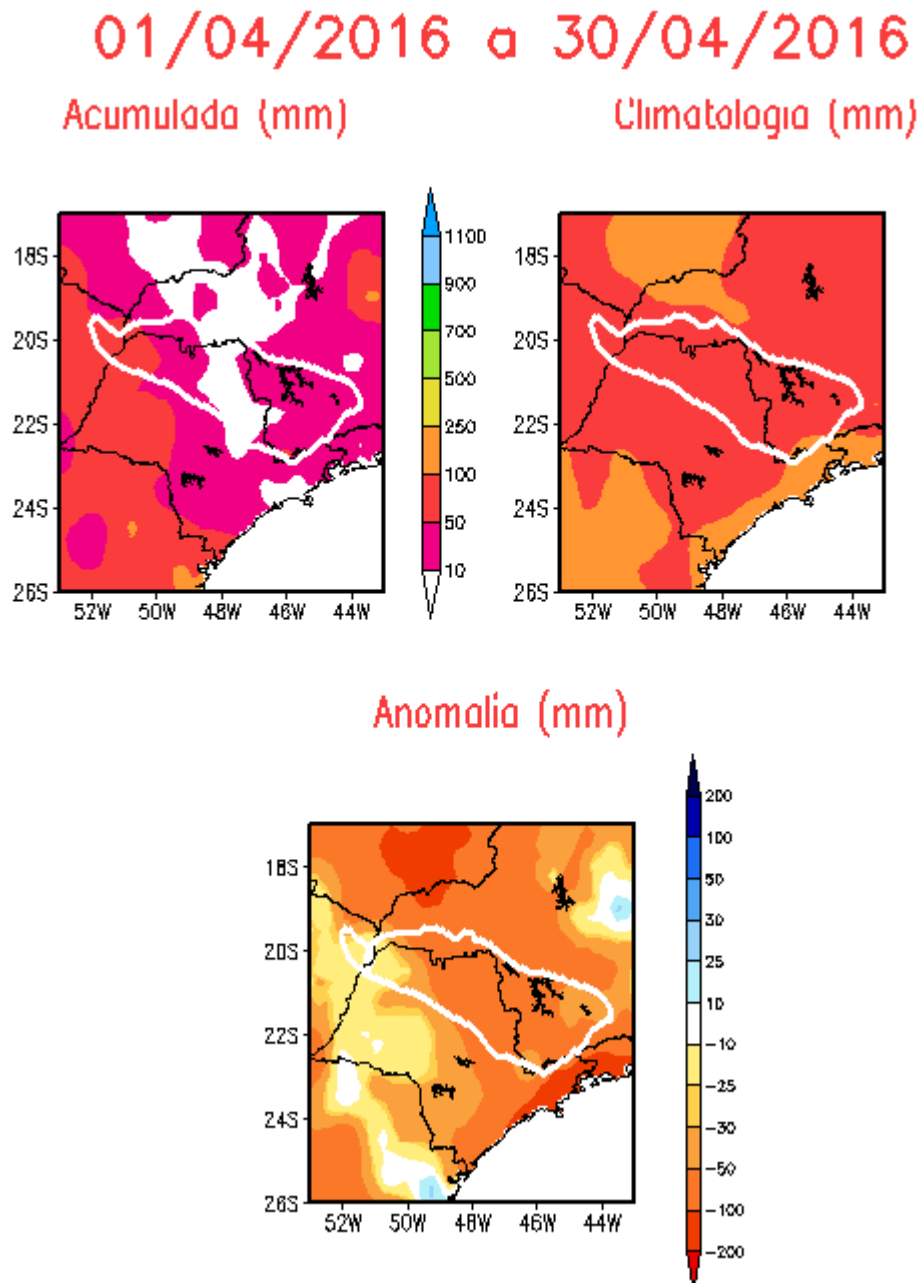 01/04/2016 a 30/04/2016
Acumulada (mm)
Climatologia (mm)
18S
20S
22S
24S
26S
52W 50W 48W 46W 44W
1100
900
700
500
250
100
50
10
18S
20S
22S
24S
26S
52W 50W 48W 46W 44W
Anomalia (mm)
18S
20S
22S
24S
26S
52W 50W 48W 46W 44W
200
100
50
30
25
10
-10
-25
-30
-50
-100
-200